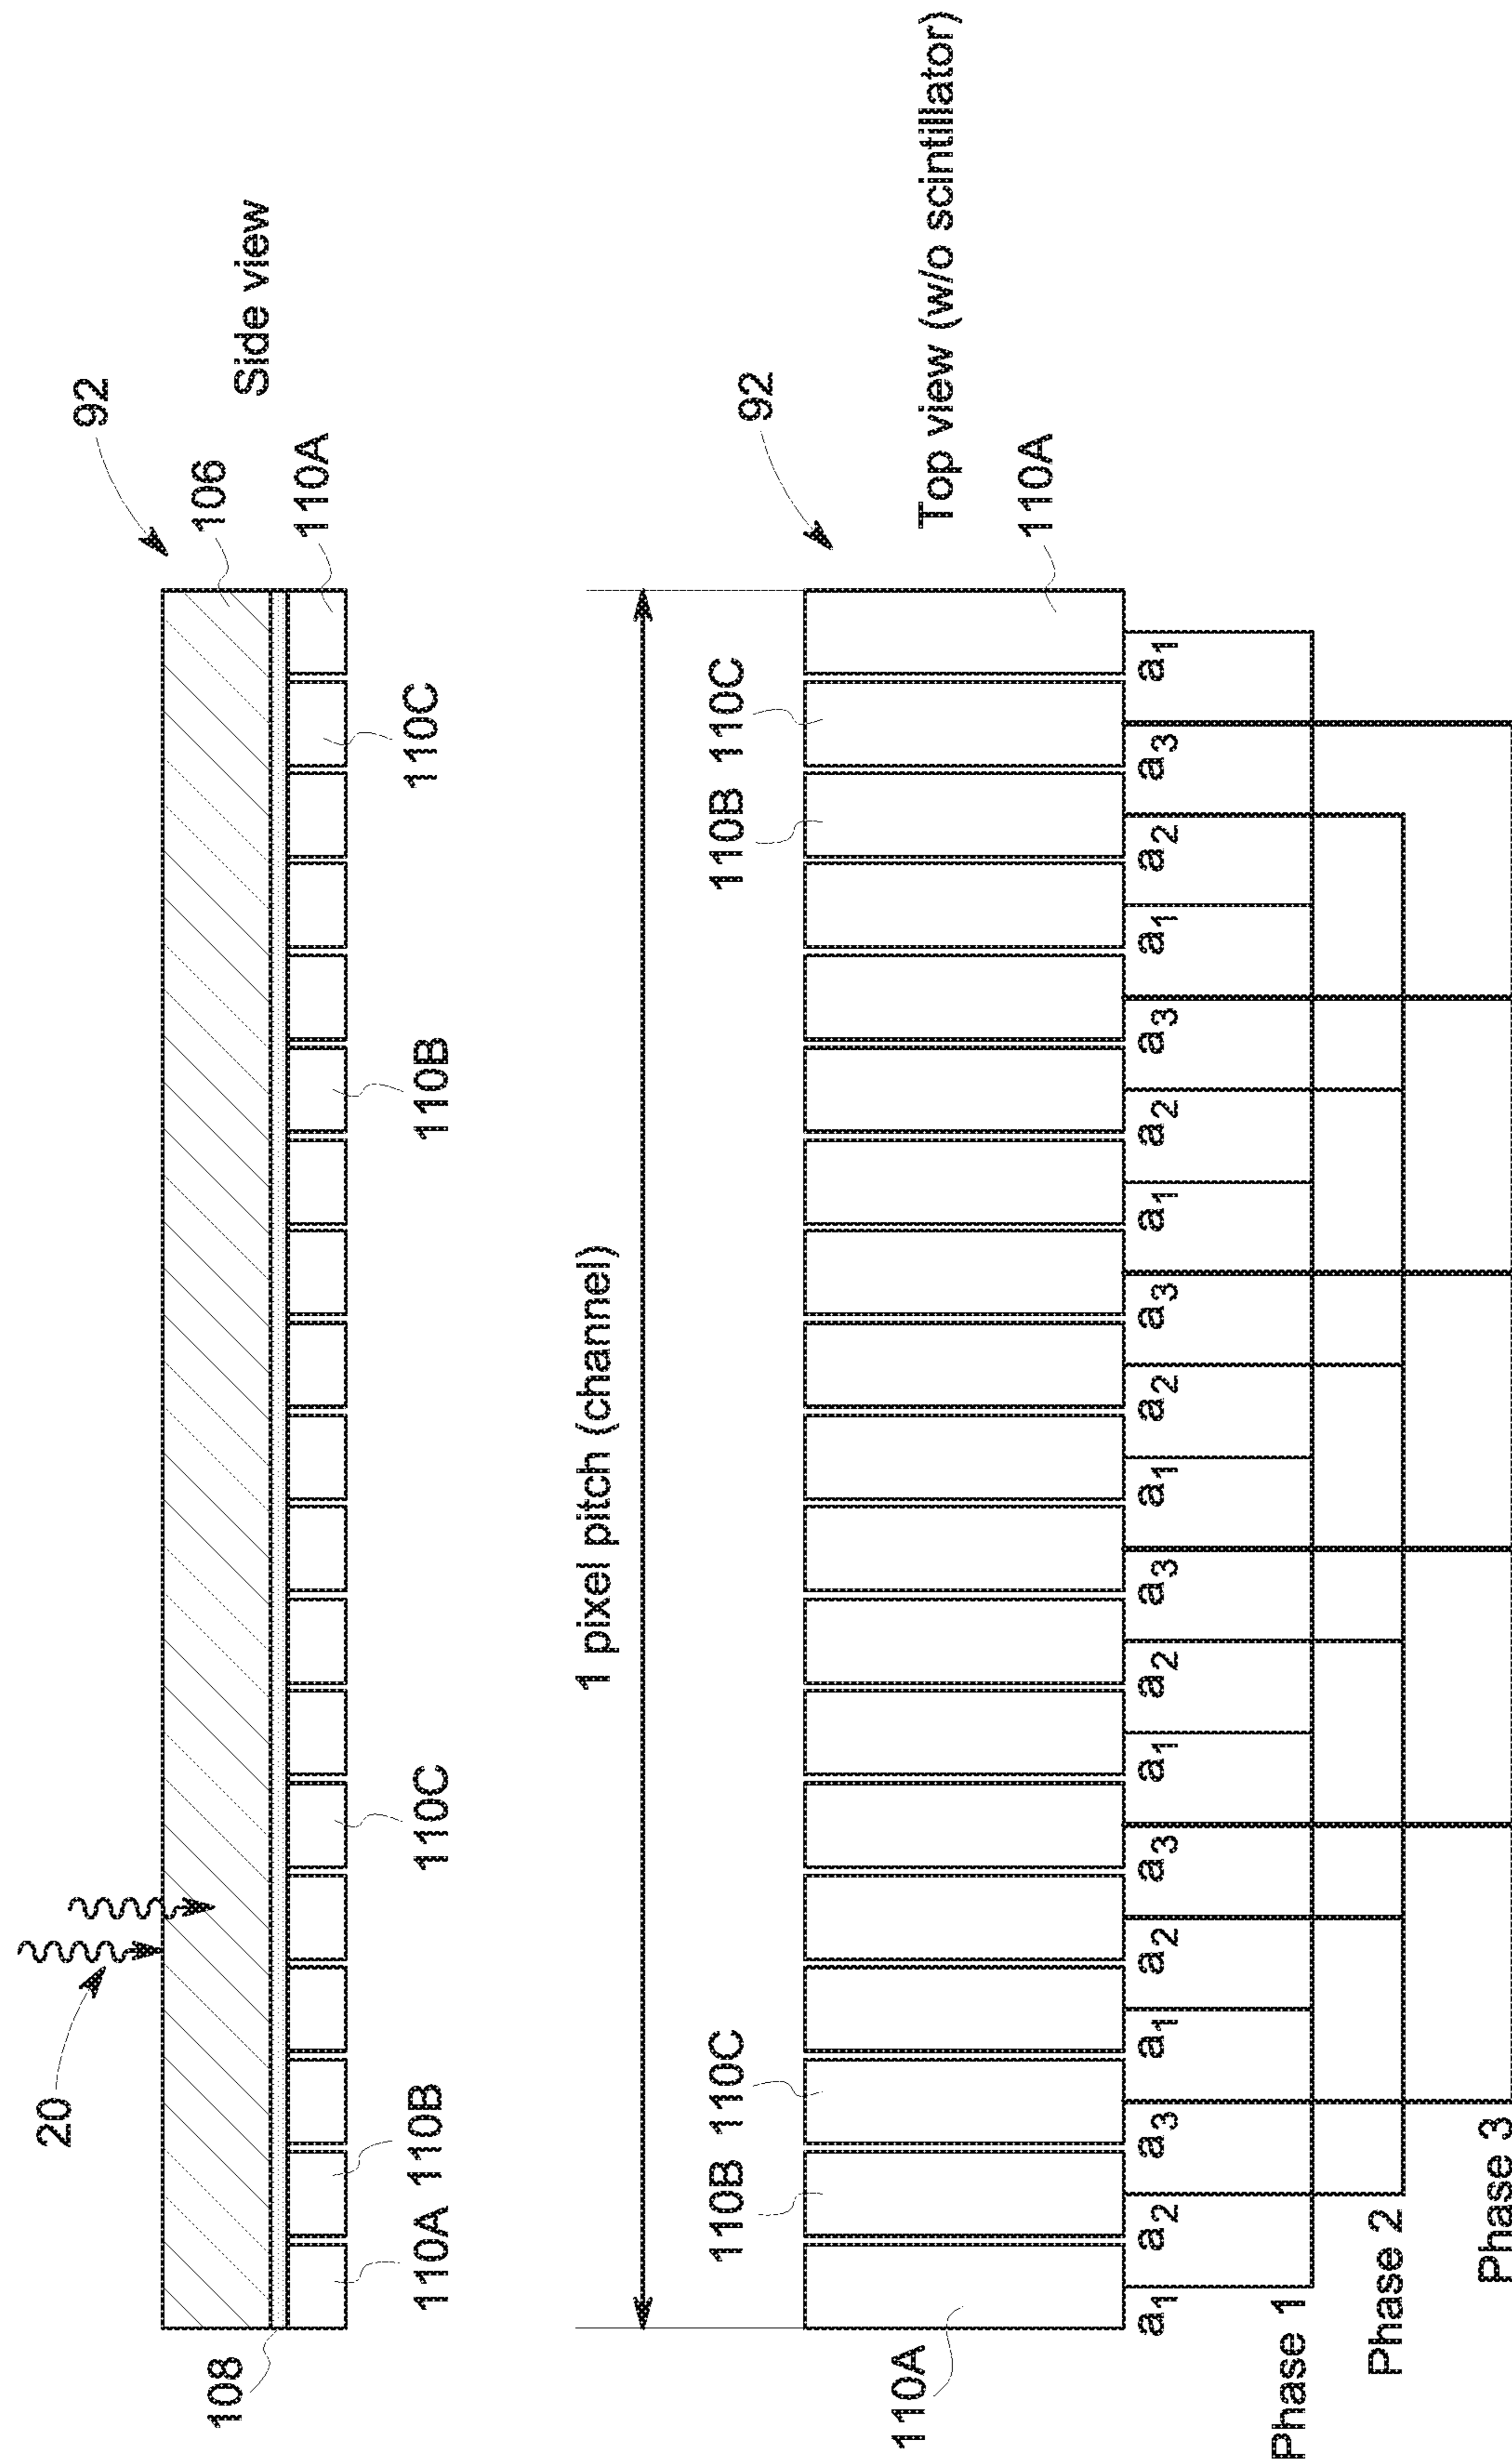 20
92
108
106
Side view
110A
110A 110B
110C
110B
110C
1 pixel pitch (channel)
110B 110C
110B 110C
92
110A
Top view (w/o scintillator)
110A
a1 a2 a3 a1 a2 a3 a1 a2 a3 a1 a2 a3 a1 a2 a3 a1 a2 a3 a1
Phase 1
Phase 2
Phase 3